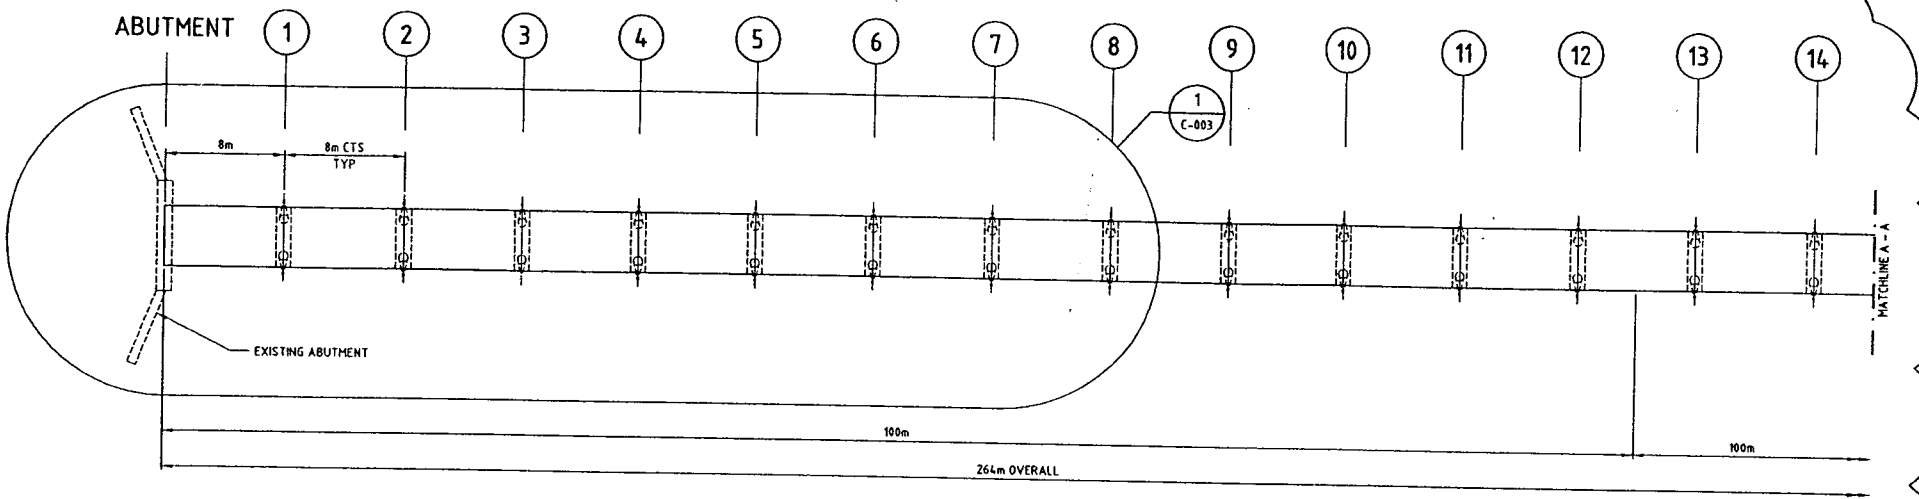 ABUTMENT 1 2 3 4 5 6 7 8 9 10 11 12 13 14
1
C-003
8m 8m CTS
TYP
MATCHLINE A-A
EXISTING ABUTMENT
100m 100m
264m OVERALL